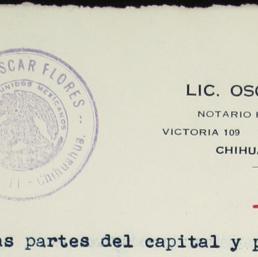 OSCAR FLORES
UNIDOS MEXICANOS
Chihuahua.
LIC. OSC
NOTARIO
VICTORIA 109
CHIHUA
as partes del capital y p